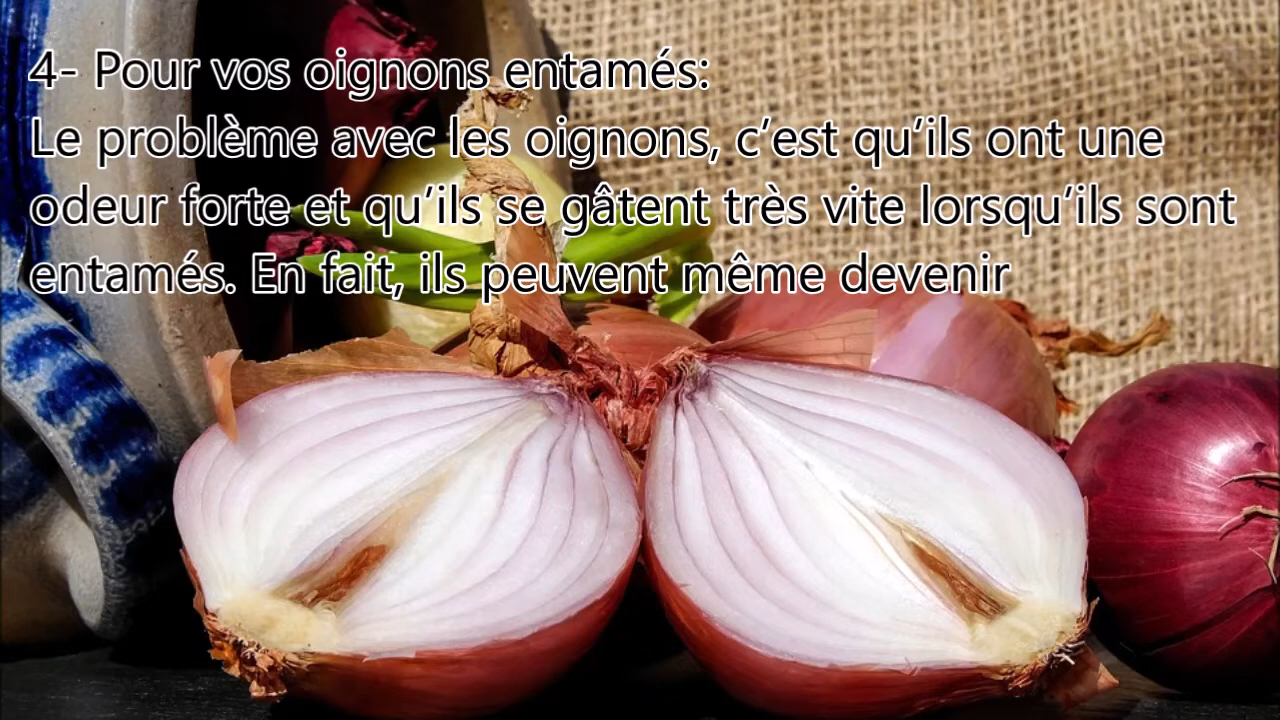 4- Pour vos oignons entamés:
Le problème avec les oignons, c’est qu’ils ont une
odeur forte et qu’ils se gâtent très vite lorsqu’ils sont
entamés. En fait, ils peuvent même devenir